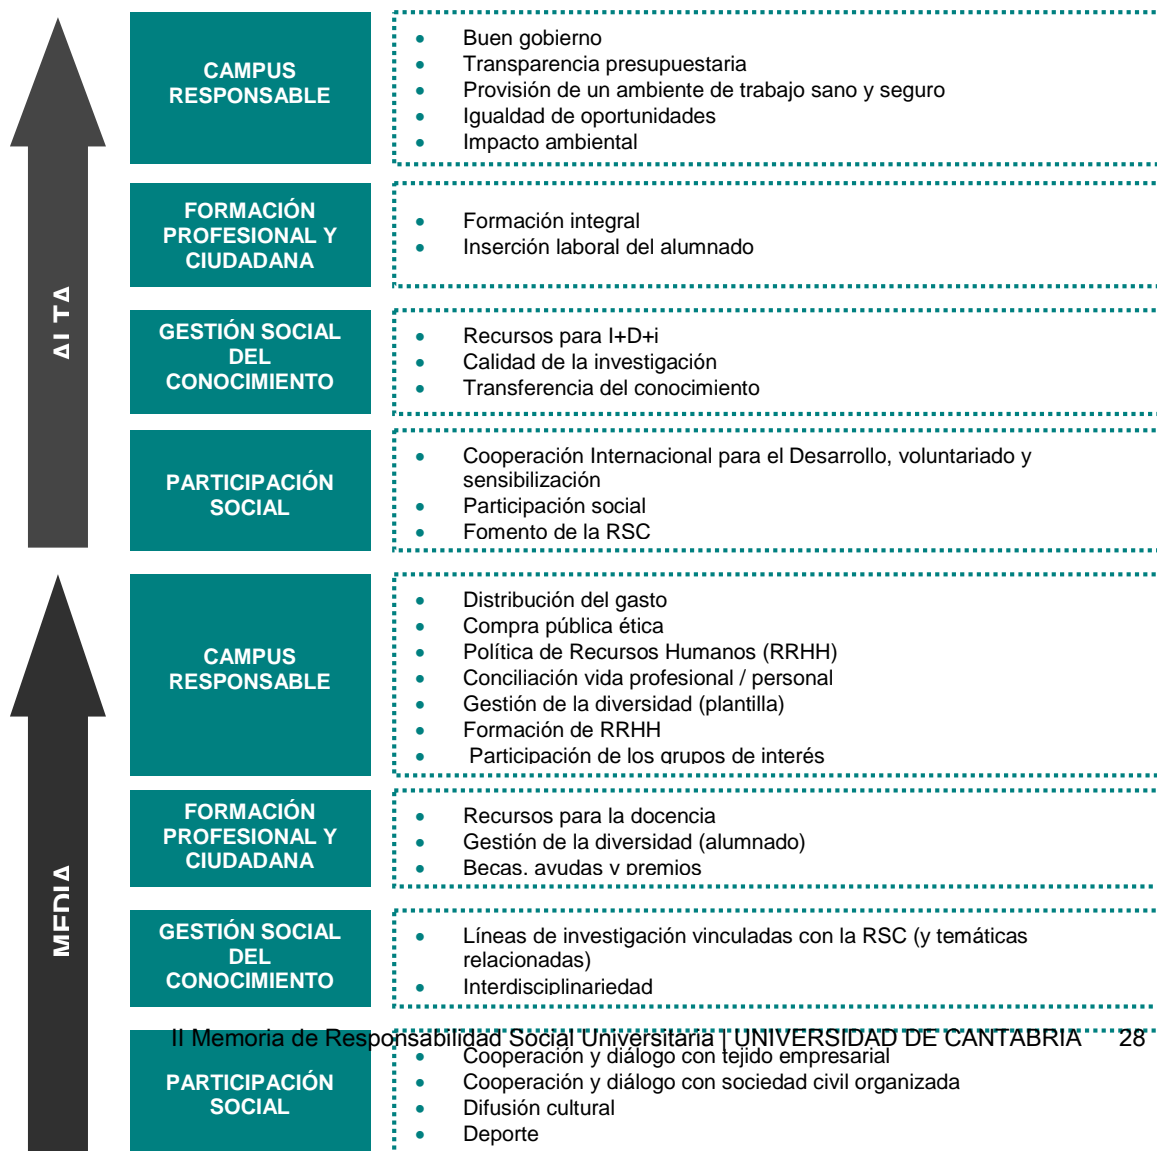 ALTA
CAMPUS
RESPONSABLE
• Buen gobierno
• Transparencia presupuestaria
• Provisión de un ambiente de trabajo sano y seguro
• Igualdad de oportunidades
• Impacto ambiental
FORMACIÓN
PROFESIONAL Y
CIUDADANA
• Formación integral
• Inserción laboral del alumnado
GESTIÓN SOCIAL
DEL
CONOCIMIENTO
• Recursos para I+D+i
• Calidad de la investigación
• Transferencia del conocimiento
PARTICIPACIÓN
SOCIAL
• Cooperación Internacional para el Desarrollo, voluntariado y
sensibilización
• Participación social
• Fomento de la RSC
MEDIA
CAMPUS
RESPONSABLE
• Distribución del gasto
• Compra pública ética
• Política de Recursos Humanos (RRHH)
• Conciliación vida profesional / personal
• Gestión de la diversidad (plantilla)
• Formación de RRHH
• Participación de los grupos de interés
FORMACIÓN
PROFESIONAL Y
CIUDADANA
• Recursos para la docencia
• Gestión de la diversidad (alumnado)
• Becas, ayudas y premios
GESTIÓN SOCIAL
DEL
CONOCIMIENTO
• Líneas de investigación vinculadas con la RSC (y temáticas
relacionadas)
• Interdisciplinariedad
II Memoria de Responsabilidad Social Universitaria | UNIVERSIDAD DE CANTABRIA 28
PARTICIPACIÓN
SOCIAL
• Cooperación y diálogo con tejido empresarial
• Cooperación y diálogo con sociedad civil organizada
• Difusión cultural
• Deporte